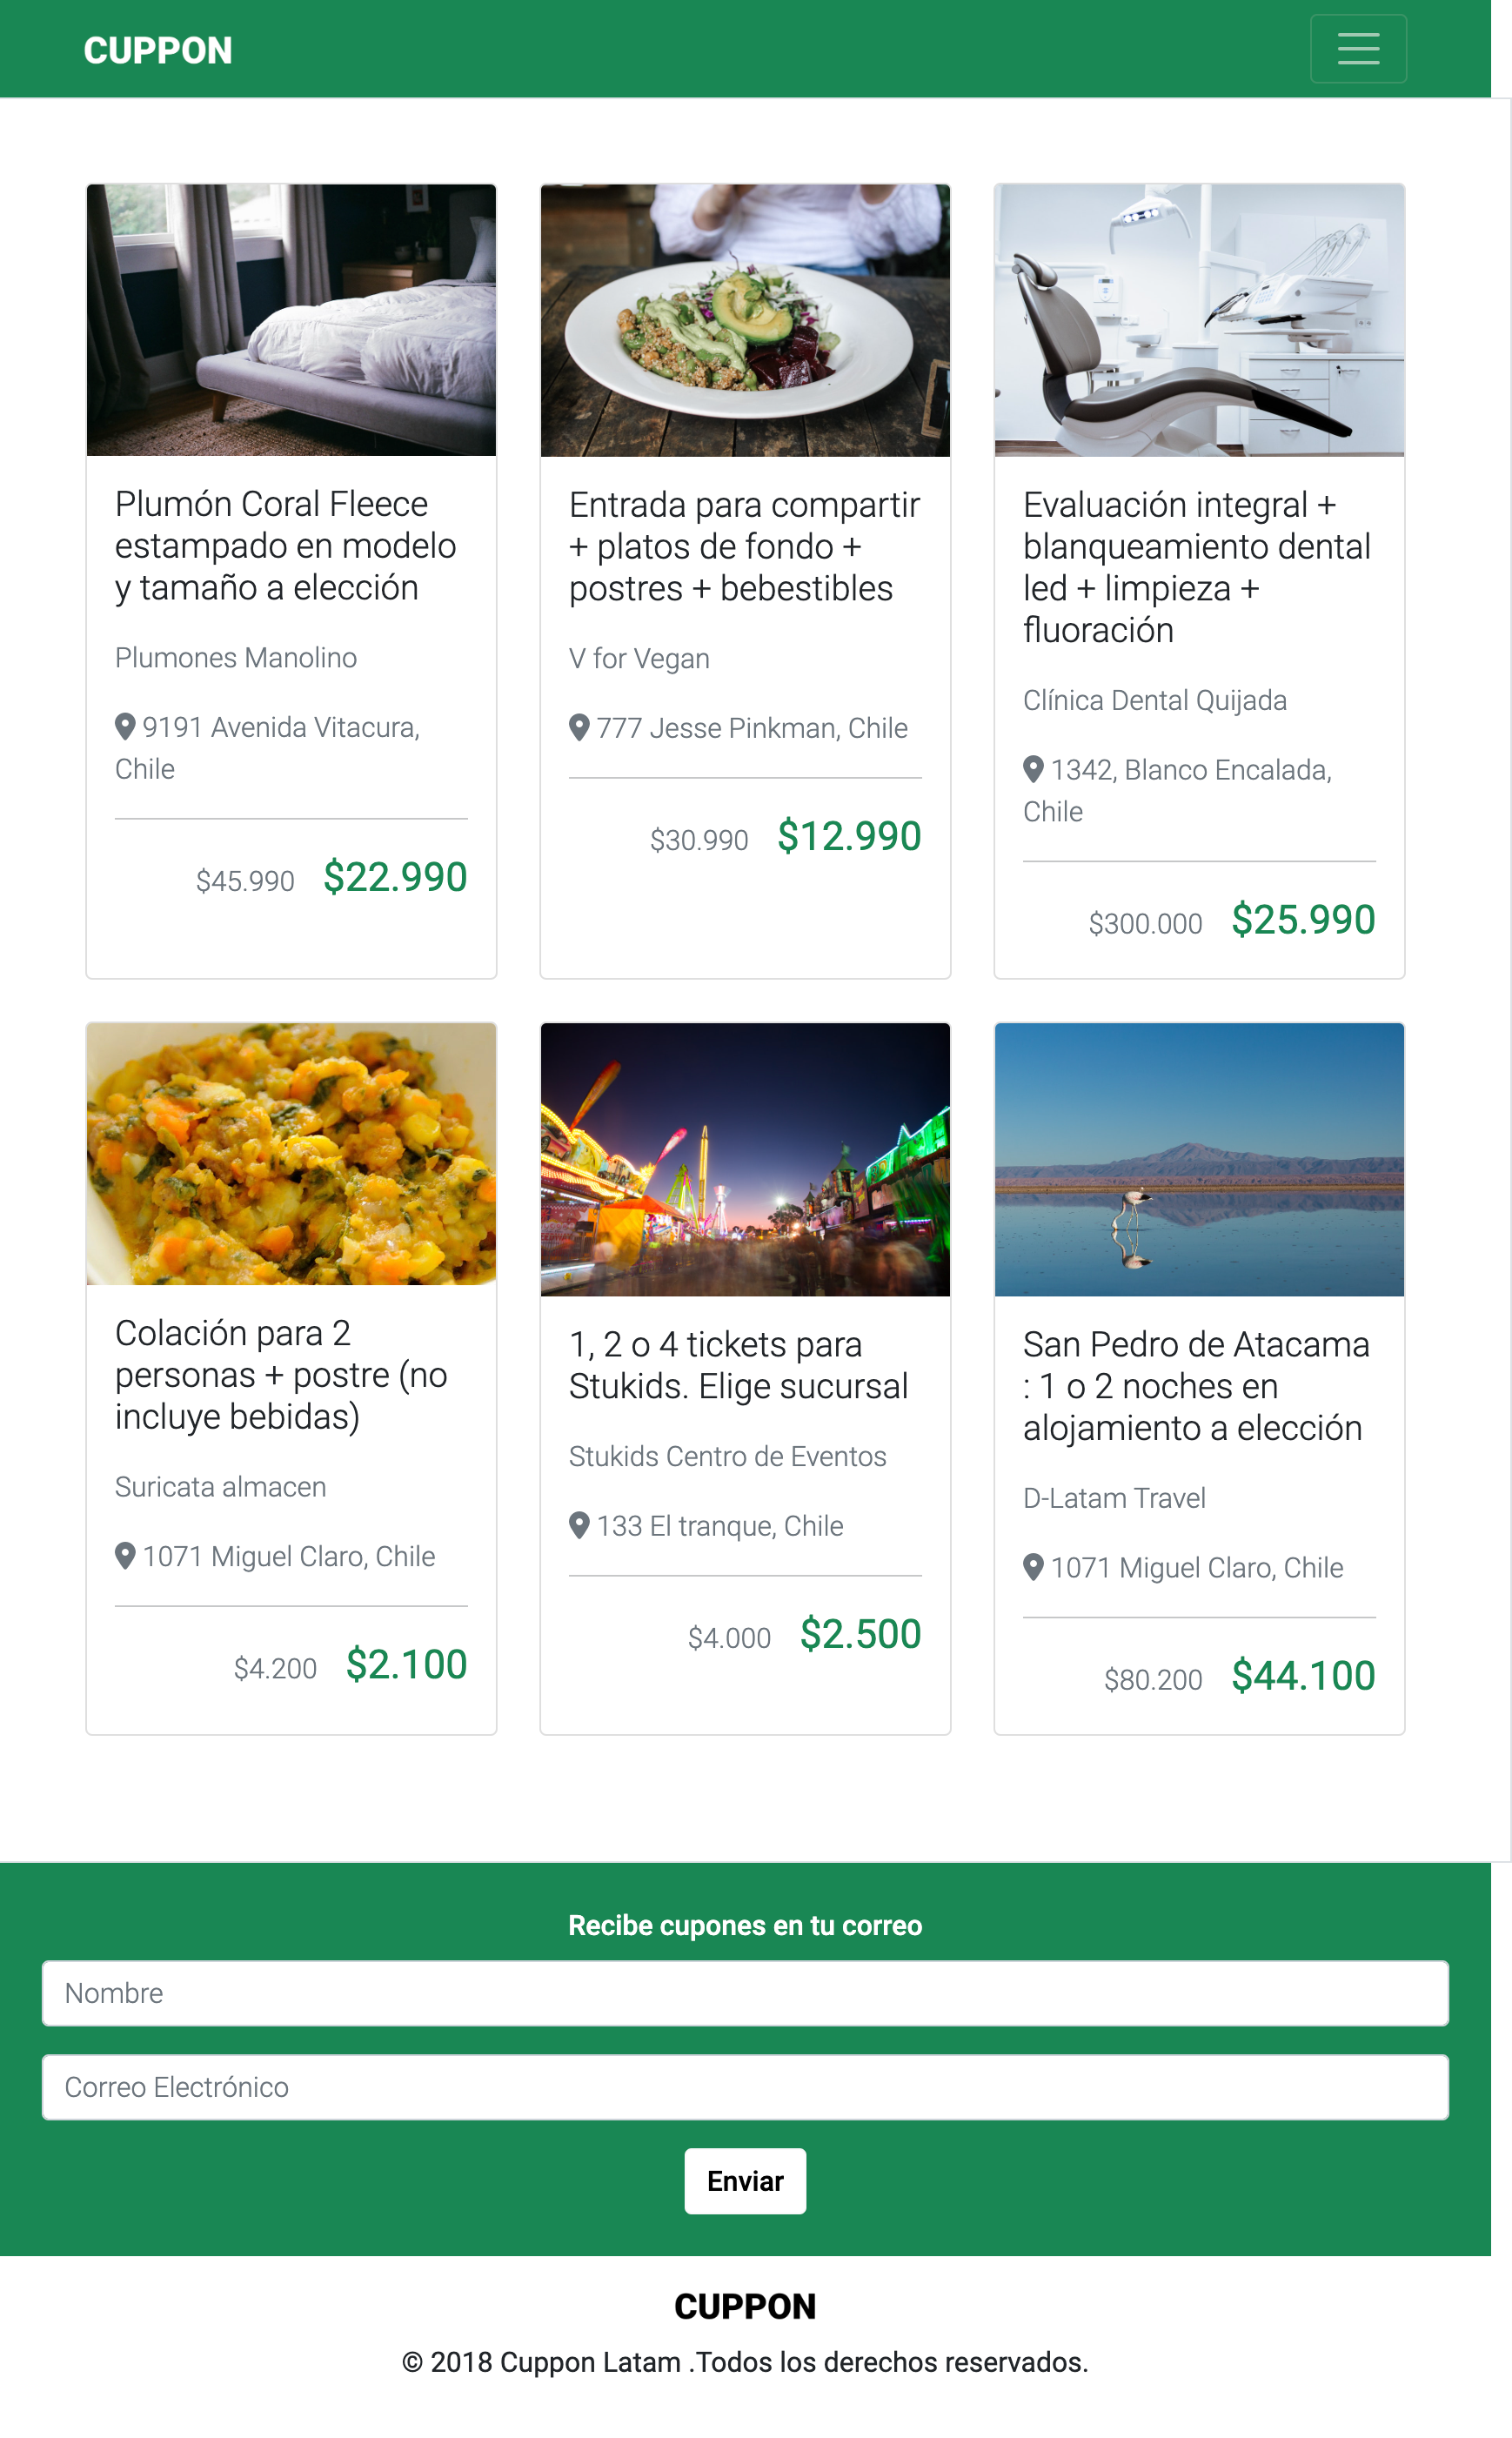 CUPPON
Plumón Coral Fleece
estampado en modelo
y tamaño a elección
Plumones Manolino
9191 Avenida Vitacura,
Chile
$45.990 $22.990
Entrada para compartir
+ platos de fondo +
postres + bebestibles
V for Vegan
777 Jesse Pinkman, Chile
$30.990 $12.990
Evaluación integral +
blanqueamiento dental
led + limpieza +
fluoración
Clínica Dental Quijada
1342, Blanco Encalada,
Chile
$300.000 $25.990
Colación para 2
personas + postre (no
incluye bebidas)
Suricata almacen
1071 Miguel Claro, Chile
$4.200 $2.100
1, 2 o 4 tickets para
Stukids. Elige sucursal
Stukids Centro de Eventos
133 El tranque, Chile
$4.000 $2.500
San Pedro de Atacama
: 1 o 2 noches en
alojamiento a elección
D-Latam Travel
1071 Miguel Claro, Chile
$80.200 $44.100
Recibe cupones en tu correo
Nombre
Correo Electrónico
Enviar
CUPPON
© 2018 Cuppon Latam .Todos los derechos reservados.